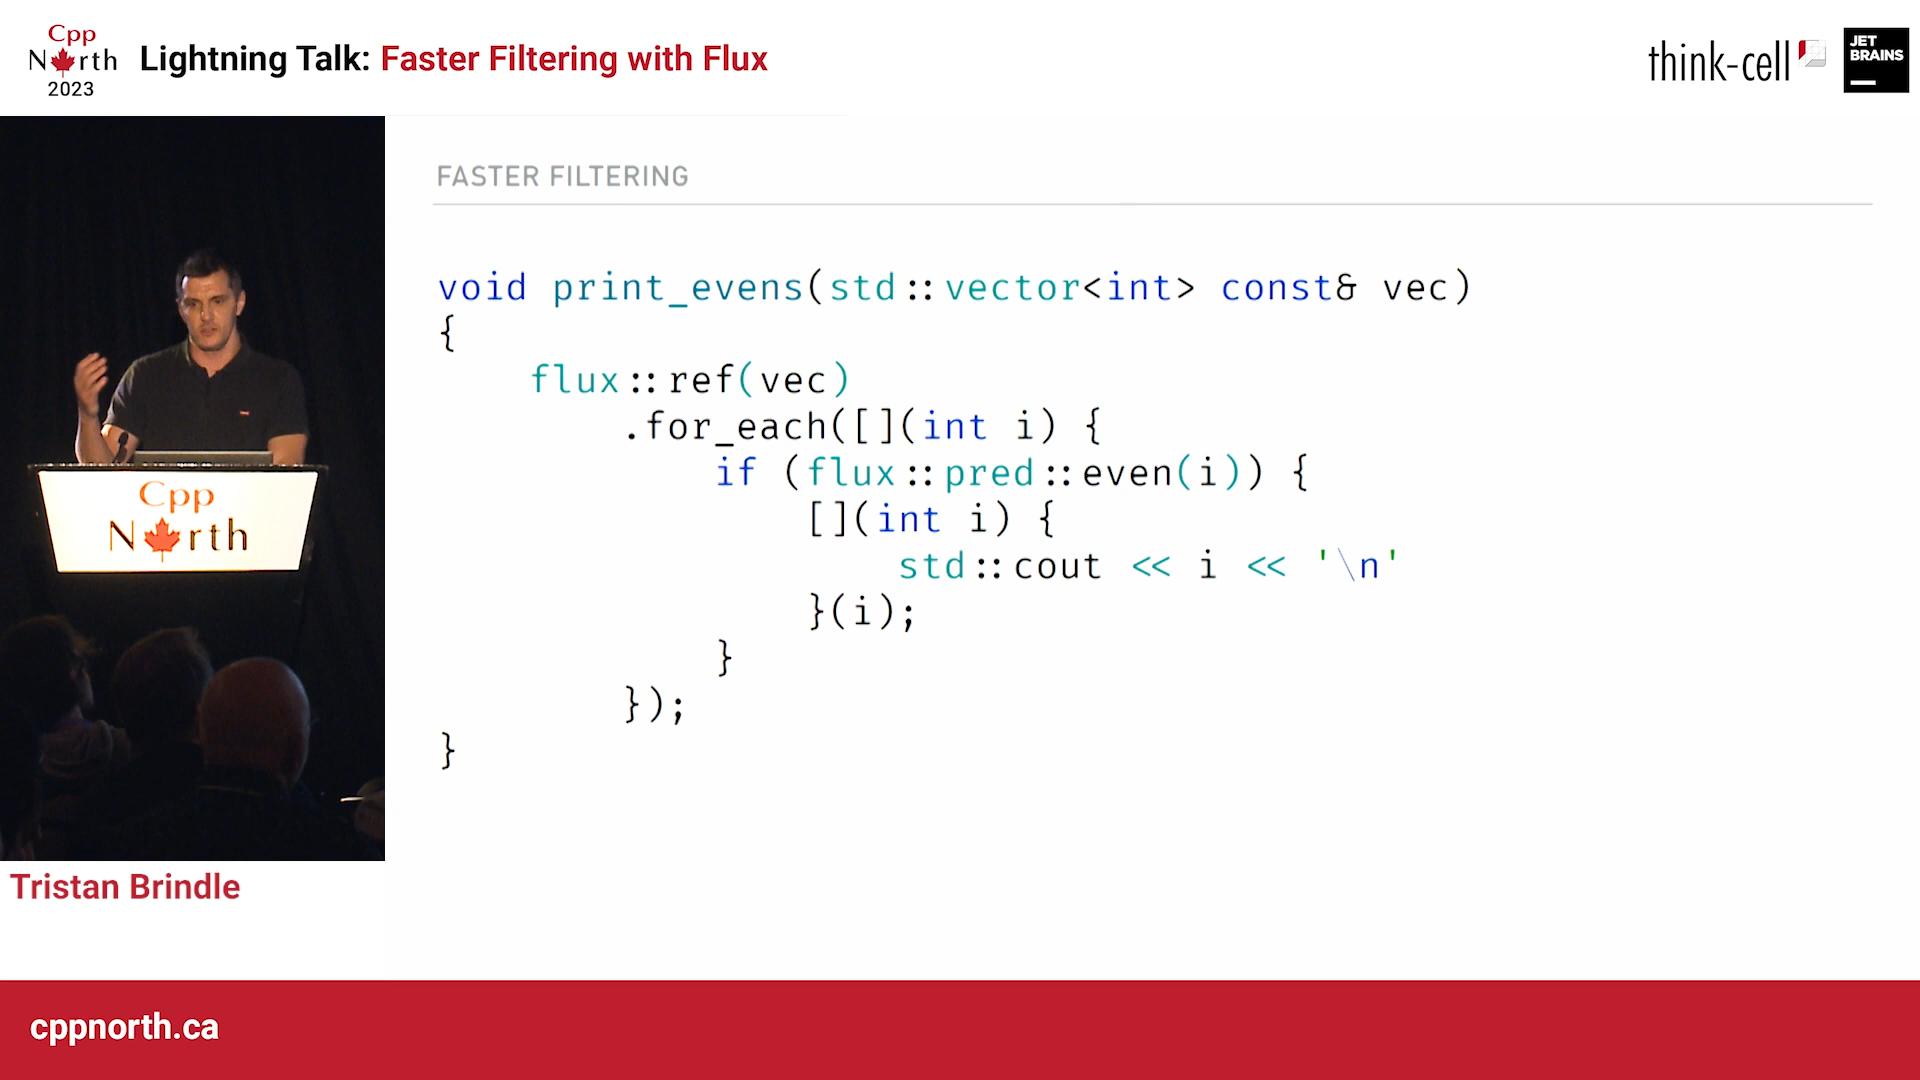 Cpp
North
2023
Lightning Talk: Faster Filtering with Flux
think-cell
JET
BRAINS
FASTER FILTERING
void print_evens(std::vector<int> const& vec)
{
    flux::ref(vec)
        .for_each([](int i) {
            if (flux::pred::even(i)) {
                [](int i) {
                    std::cout << i << '\n'
                }(i);
            }
        });
}
Cpp
North
Tristan Brindle
cppnorth.ca